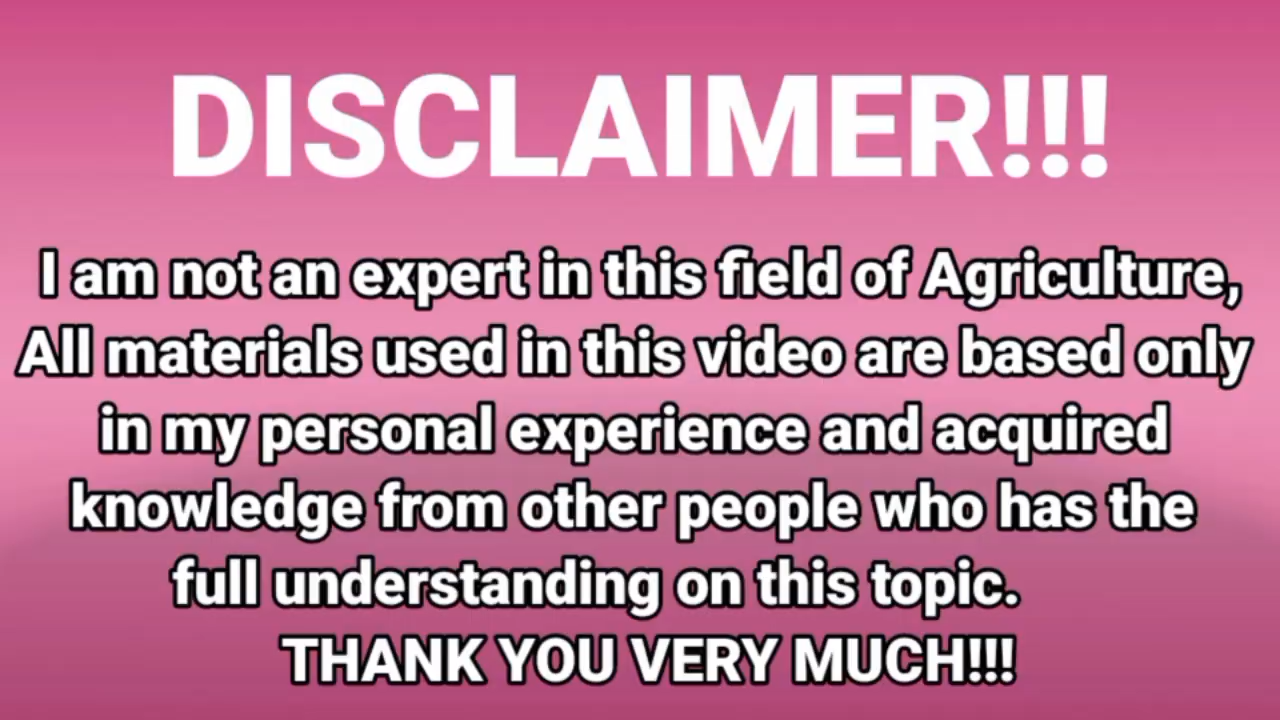 DISCLAIMER!!!
I am not an expert in this field of Agriculture,
All materials used in this video are based only
in my personal experience and acquired
knowledge from other people who has the
full understanding on this topic.
THANK YOU VERY MUCH!!!